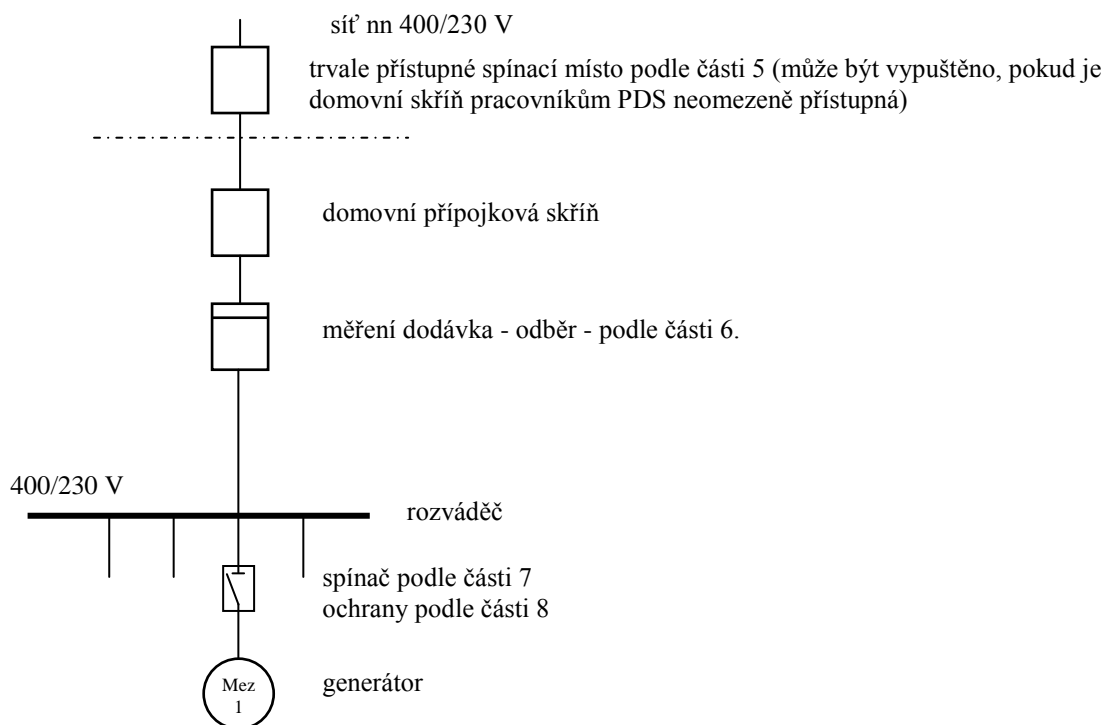 síť nn 400/230 V
trvale přístupné spínací místo podle části 5 (může být vypuštěno, pokud je
domovní skříň pracovníkům PDS neomezeně přístupná)
domovní přípojková skříň
měření dodávka - odběr - podle části 6.
400/230 V
rozváděč
spínač podle části 7
ochrany podle části 8
Mez
1
generátor